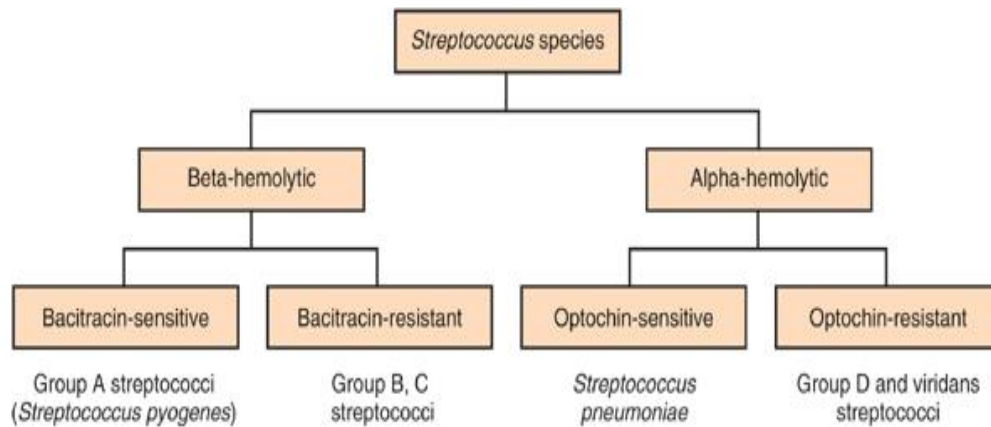 Streptococcus species
Beta-hemolytic
Alpha-hemolytic
Bacitracin-sensitive
Bacitracin-resistant
Optochin-sensitive
Optochin-resistant
Group A streptococci
(Streptococcus pyogenes)
Group B, C
streptococci
Streptococcus
pneumoniae
Group D and viridans
streptococci